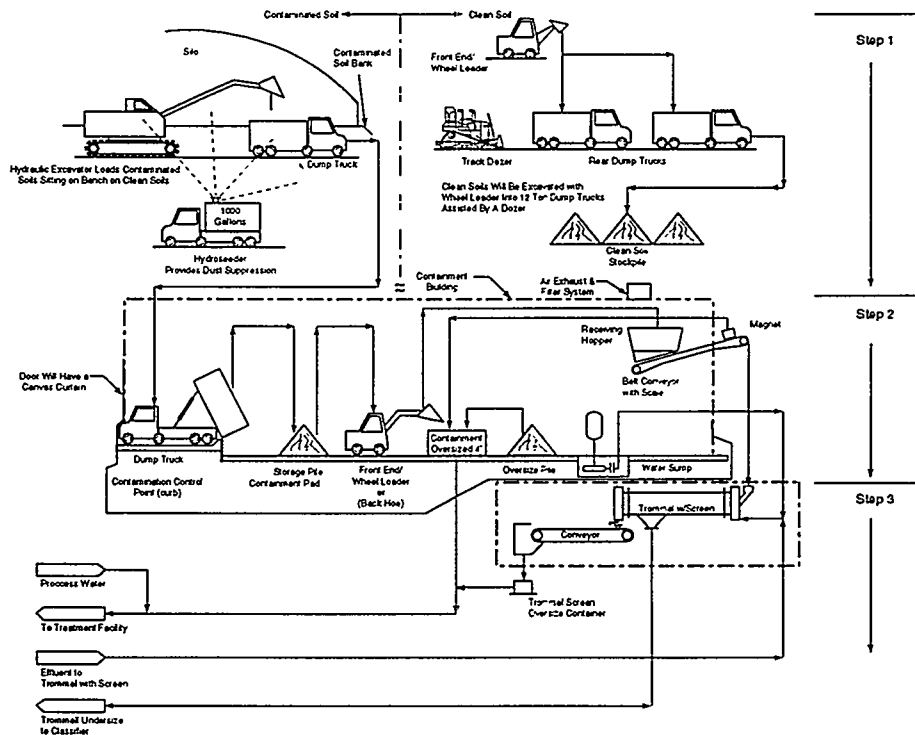 Contaminated Soil
Clean Soil
Step 1
Silo
Contaminated
Soil Bank
Front End/
Wheel Loader
Dump Truck
Hydraulic Excavator Loads Contaminated
Soils Sitting on Bench on Clean Soils
Track Dozer
Rear Dump Trucks
Clean Soils Will Be Excavated with
Wheel Loader Into 12 Ton Dump Trucks
Assisted By A Dozer
1000
Gallons
Hydroseeder
Provides Dust Suppression
Clean Soil
Stockpile
Containment
Building
Air Exhaust &
Filter System
Step 2
Receiving
Hopper
Magnet
Belt Conveyor
with Scale
Door Will Have a
Canvas Curtain
Containment
Oversized 4"
Dump Truck
Storage Pile
Containment Pad
Front End/
Wheel Loader
or
(Back Hoe)
Oversize Pile
Water Sump
Contamination Control
Point (curb)
Step 3
Trommel w/Screen
Conveyor
Proccess Water
Trommel Screen
Oversize Container
To Treatment Facility
Effluent to
Trommel with Screen
Trommell Undersize
to Classifier